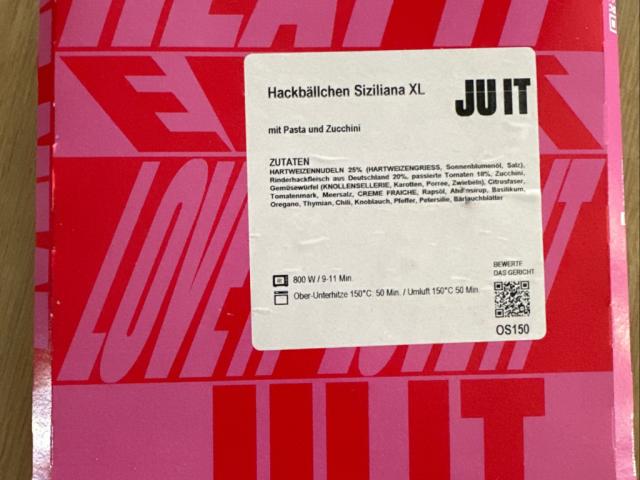 Hackbällchen Siziliana XL
JU IT
mit Pasta und Zucchini
ZUTATEN
HARTWEIZENNUDELN 25% (HARTWEIZENGRIESS, Sonnenblumenöl, Salz),
Rinderhackfleisch aus Deutschland 20%, passierte Tomaten 18%, Zucchini,
Gemüsewürfel (KNOLLENSELLERIE, Karotten, Porree, Zwiebeln), Citrusfaser,
Tomatenmark, Meersalz, CREME FRAICHE, Rapsöl, Ahornsirup, Basilikum,
Oregano, Thymian, Chili, Knoblauch, Pfeffer, Petersilie, Bärlauchblätter
800 W / 9-11 Min.
Ober-Unterhitze 150°C: 50 Min. / Umluft 150°C 50 Min.
BEWERTE
DAS GERICHT
OS150
JU IT